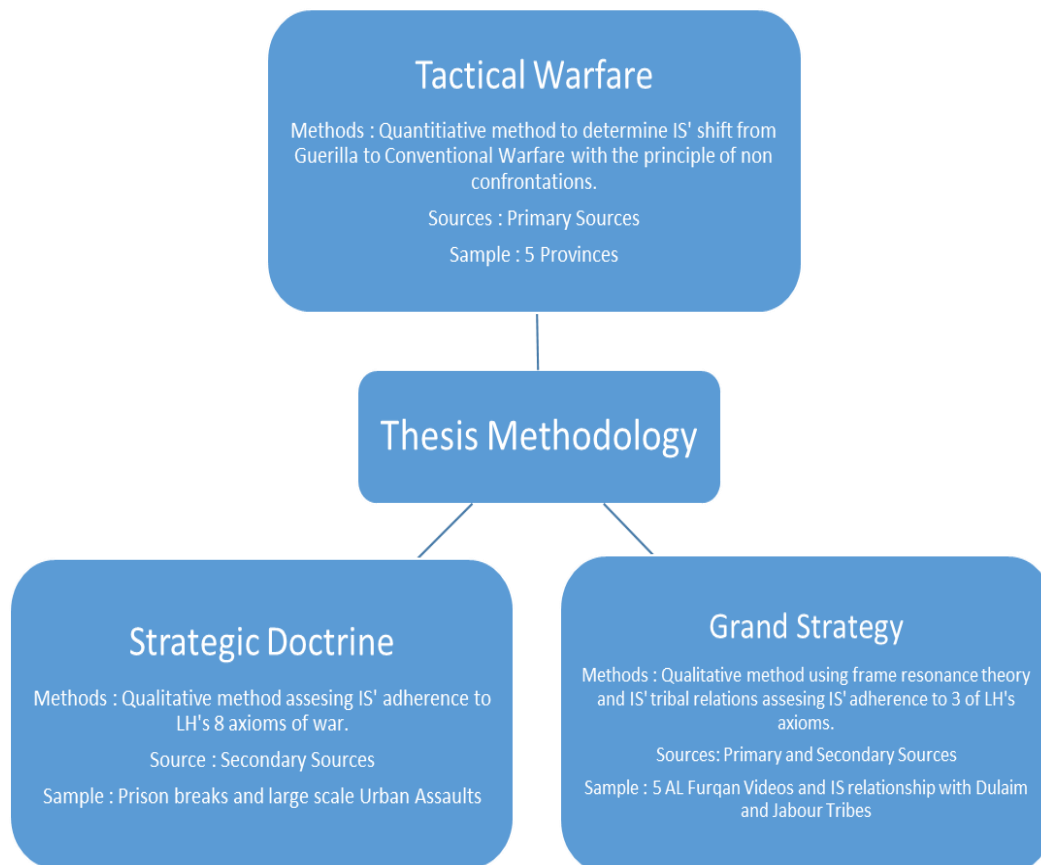 Tactical Warfare
Methods : Quantitiative method to determine IS' shift from
Guerilla to Conventional Warfare with the principle of non
confrontations.
Sources : Primary Sources
Sample : 5 Provinces
Thesis Methodology
Strategic Doctrine
Methods : Qualitative method assesing IS' adherence to
LH's 8 axioms of war.
Source : Secondary Sources
Sample : Prison breaks and large scale Urban Assaults
Grand Strategy
Methods : Qualitative method using frame resonance theory
and IS' tribal relations assesing IS' adherence to 3 of LH's
axioms.
Sources: Primary and Secondary Sources
Sample : 5 AL Furqan Videos and IS relationship with Dulaim
and Jabour Tribes